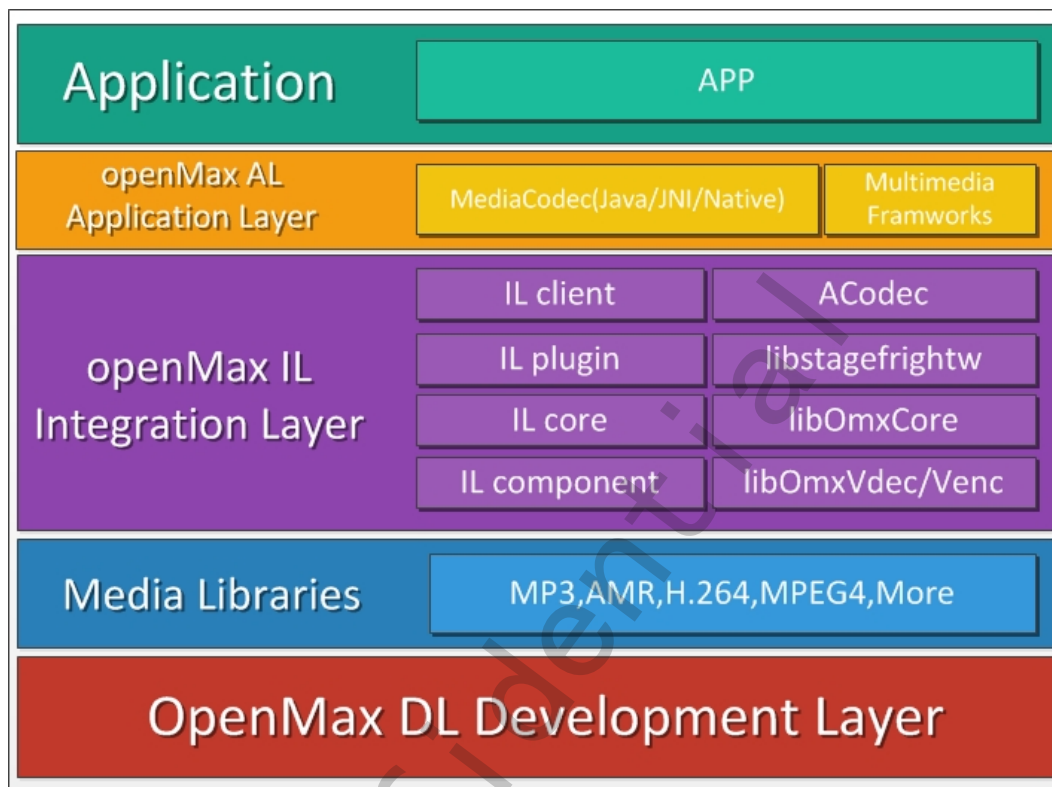 Application
APP
openMax AL
Application Layer
MediaCodec(Java/JNI/Native)
Multimedia
Framworks
openMax IL
Integration Layer
IL client
ACodec
IL plugin
libstagefrightw
IL core
libOmxCore
IL component
libOmxVdec/Venc
Media Libraries
MP3,AMR,H.264,MPEG4,More
OpenMax DL Development Layer
fidential